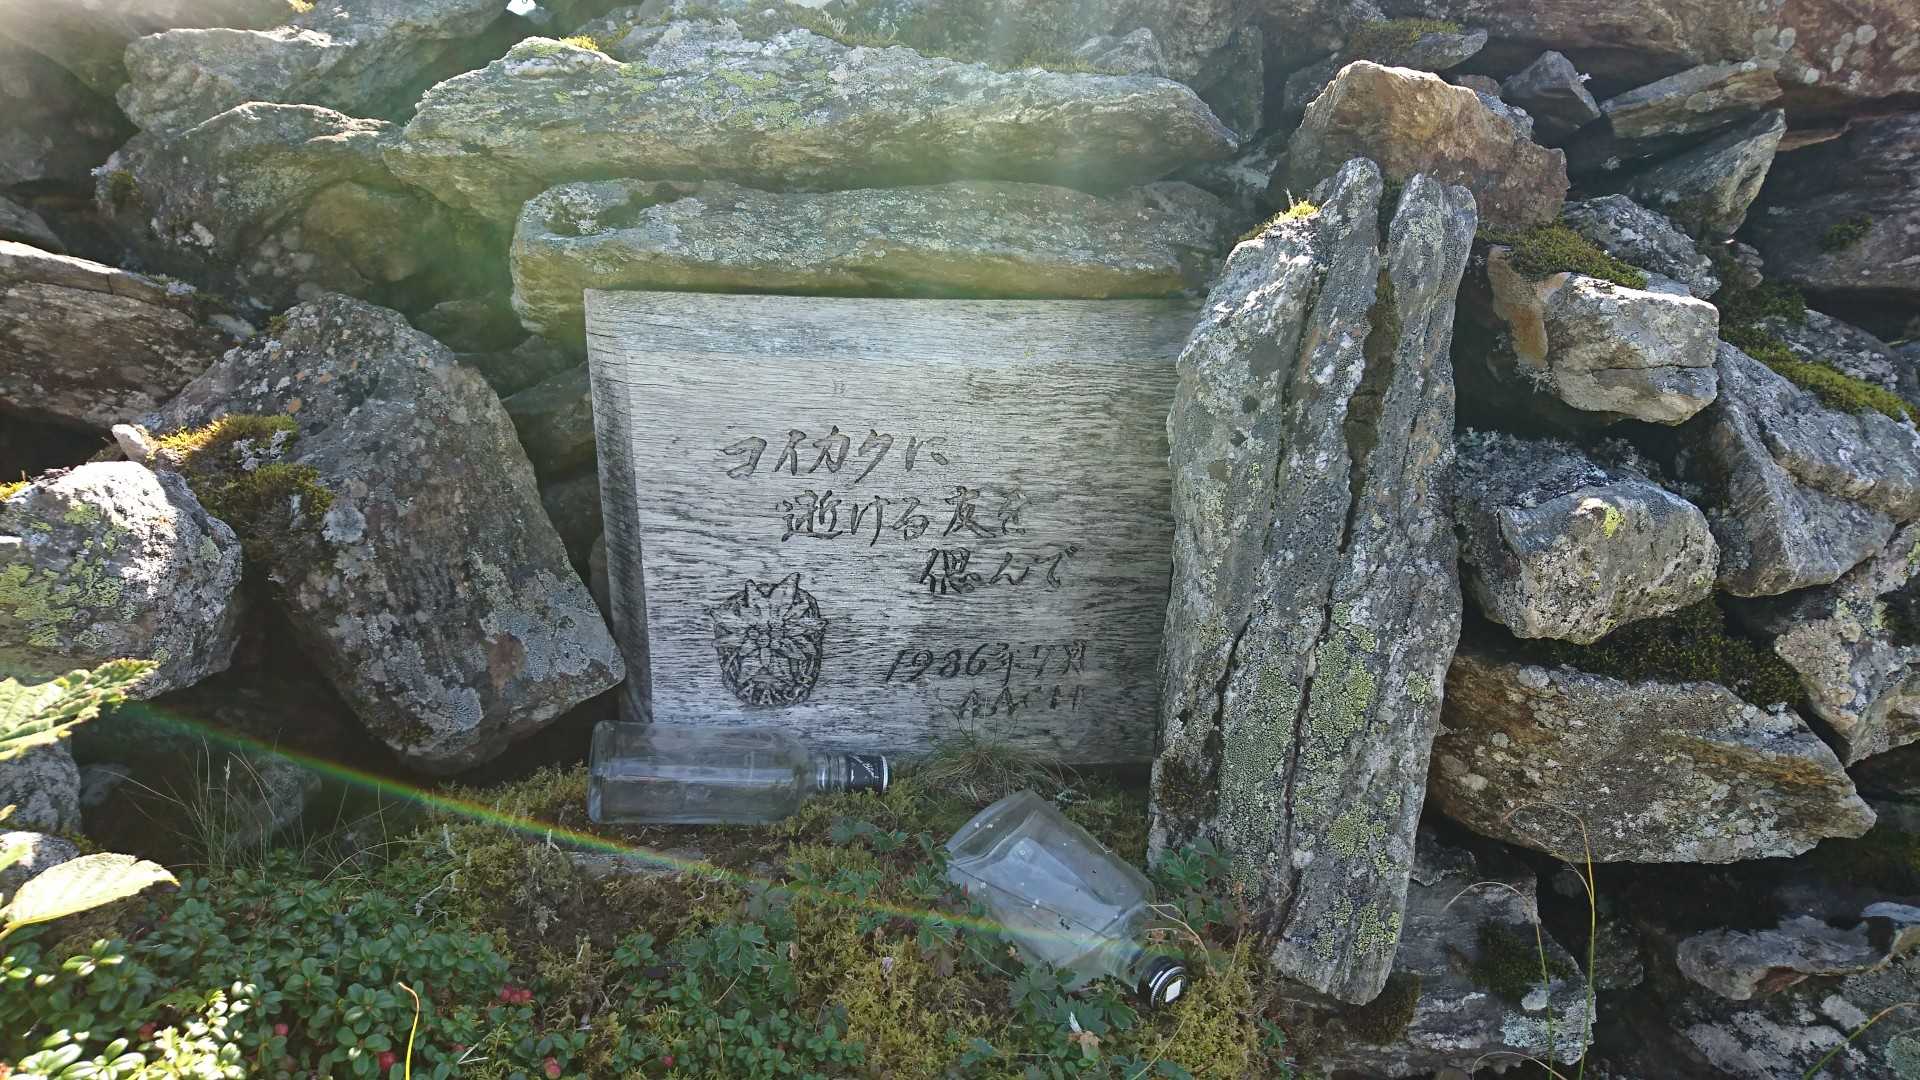 コイカクに
逝ける友を
偲んで
1986年7月
AACH
AACH